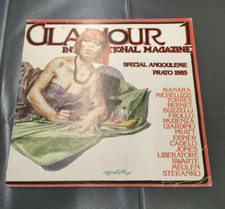 GLAMOUR 1
INTERNATIONAL MAGAZINE
SPECIAL ANGOULEME
PRATO 1985
MANARA
MICHELUZZI
TORRES
BERNET
BUZZELLI
FROLLO
PAZIENZA
GIARDINO
PRATT
EISNER
CADELO
JONES
LIBERATORE
SWARTE
MEULEN
STERANKO